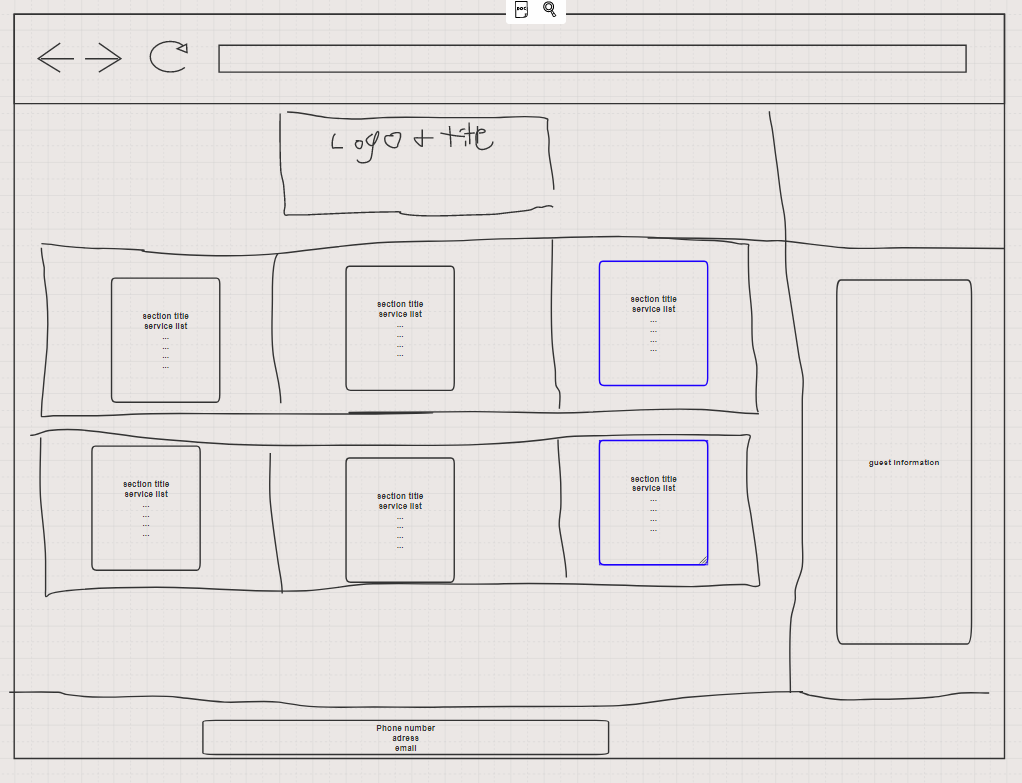 DOC
Logo + title
section title
service list
...
...
...
...
section title
service list
...
...
...
...
section title
service list
...
...
...
...
section title
service list
...
...
...
...
section title
service list
...
...
...
...
section title
service list
...
...
...
...
guest information
Phone number
adress
email